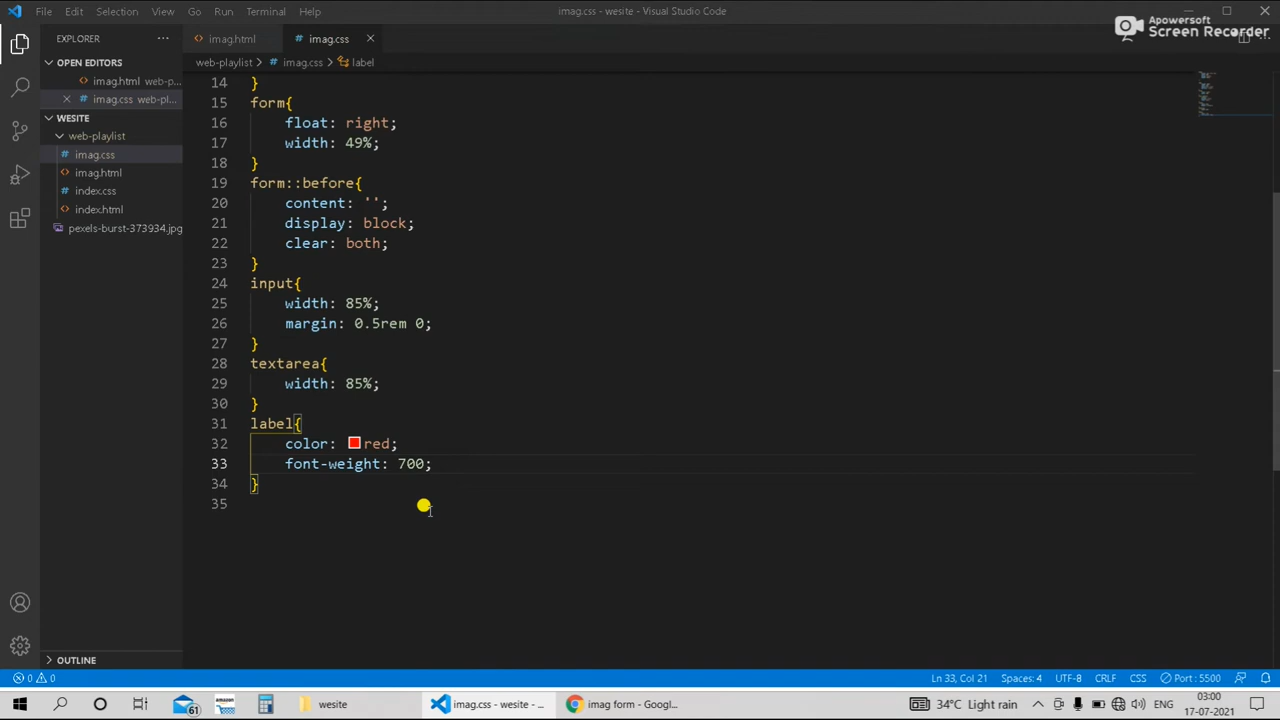 File Edit Selection View Go Run Terminal Help
imag.css - wesite - Visual Studio Code
Apowersoft
Screen Recorder
EXPLORER
imag.html
imag.css
OPEN EDITORS
web-playlist > imag.css > label
imag.html web-p...
imag.css web-pl...
WESITE
web-playlist
imag.css
imag.html
index.css
index.html
pexels-burst-373934.jpg
14 }
15 form{
16 float: right;
17 width: 49%;
18 }
19 form::before{
20 content: '';
21 display: block;
22 clear: both;
23 }
24 input{
25 width: 85%;
26 margin: 0.5rem 0;
27 }
28 textarea{
29 width: 85%;
30 }
31 label{
32 color: red;
33 font-weight: 700;
34 }
35
OUTLINE
0 0
Ln 33, Col 21 Spaces: 4 UTF-8 CRLF CSS Port : 5500
61
amazon
wesite
imag.css - wesite - ...
imag form - Googl...
34°C Light rain
ENG
03:00
17-07-2021